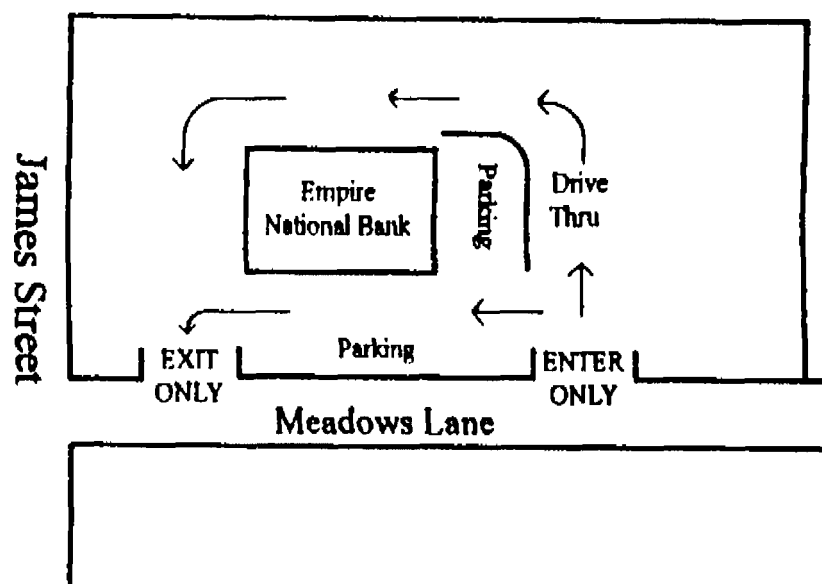 James Street
Empire
National Bank
Parking
Drive
Thru
Parking
EXIT
ONLY
ENTER
ONLY
Meadows Lane